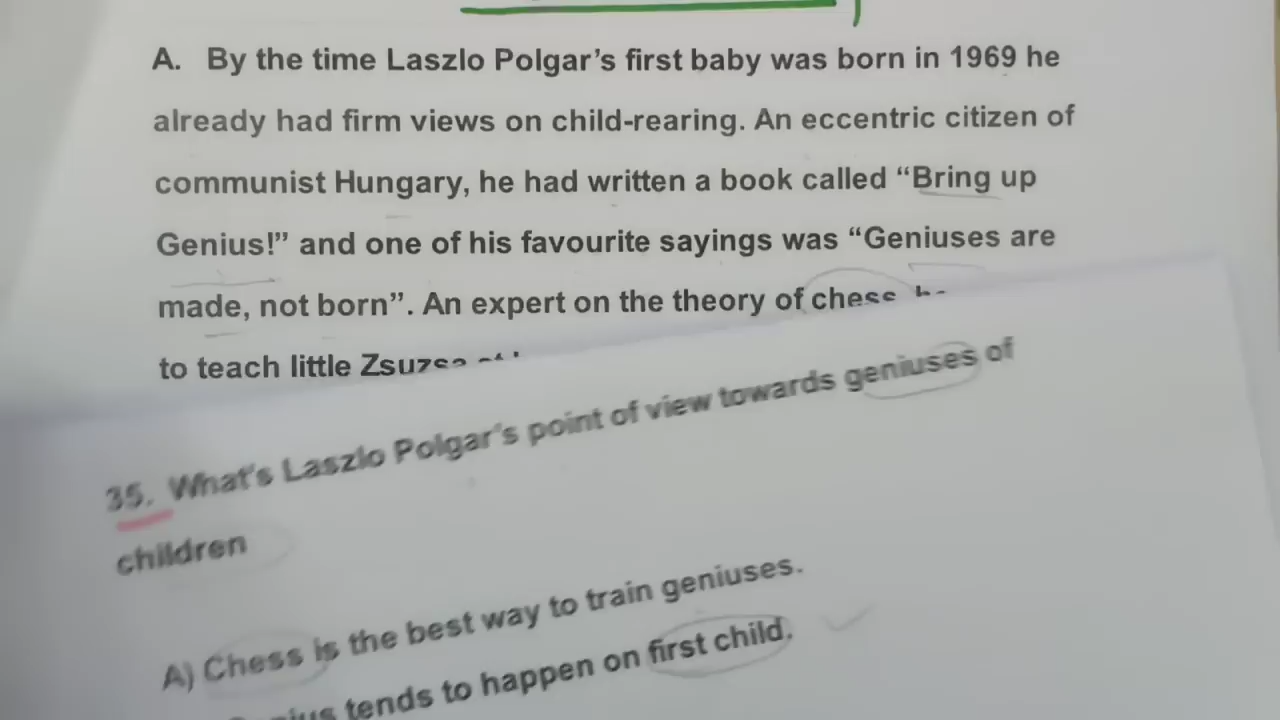 A. By the time Laszlo Polgar's first baby was born in 1969 he
already had firm views on child-rearing. An eccentric citizen of
communist Hungary, he had written a book called “Bring up
Genius!” and one of his favourite sayings was “Geniuses are
made, not born”. An expert on the theory of chess
to teach little Zsuzsa
35. What's Laszlo Polgar's point of view towards geniuses of
children
A) Chess is the best way to train geniuses.
tends to happen on first child.